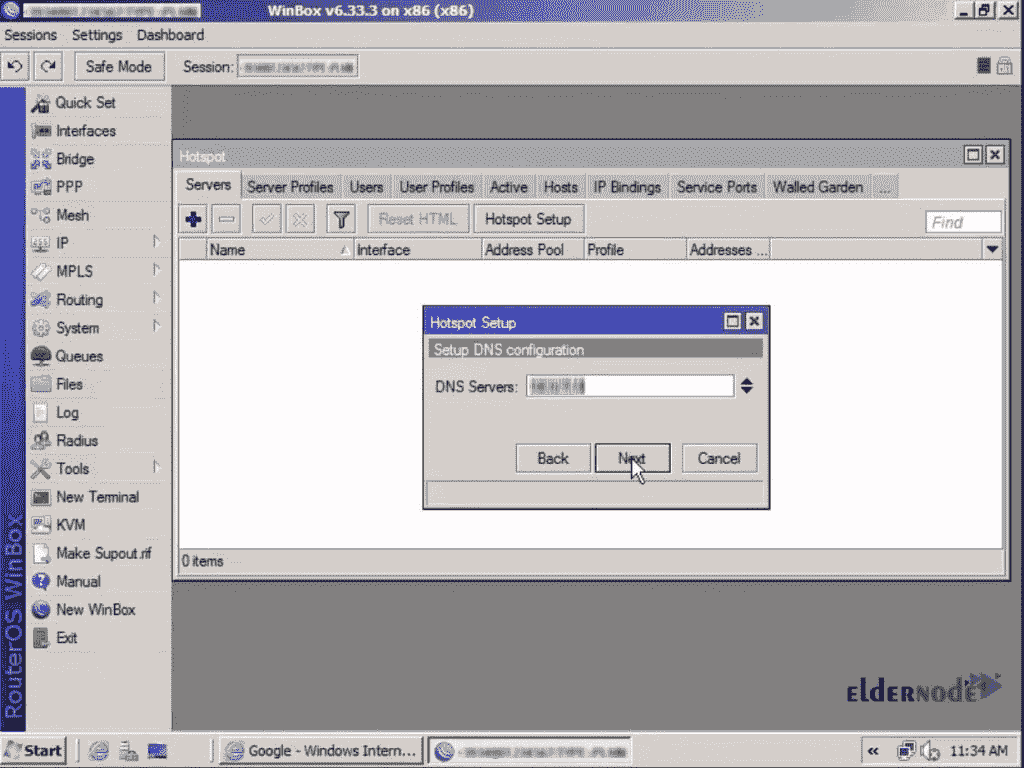 WinBox v6.33.3 on x86 (x86)
Sessions Settings Dashboard
Safe Mode Session:
Quick Set
Interfaces
Bridge
PPP
Mesh
IP
MPLS
Routing
System
Queues
Files
Log
Radius
Tools
New Terminal
KVM
Make Supout.rif
Manual
New WinBox
Exit
RouterOS WinBox
Hotspot
Servers Server Profiles Users User Profiles Active Hosts IP Bindings Service Ports Walled Garden ...
Reset HTML Hotspot Setup Find
Name Interface Address Pool Profile Addresses ...
Hotspot Setup
Setup DNS configuration
DNS Servers:
Back Next Cancel
0 items
ELDERNODE
Start Google - Windows Intern... « 11:34 AM